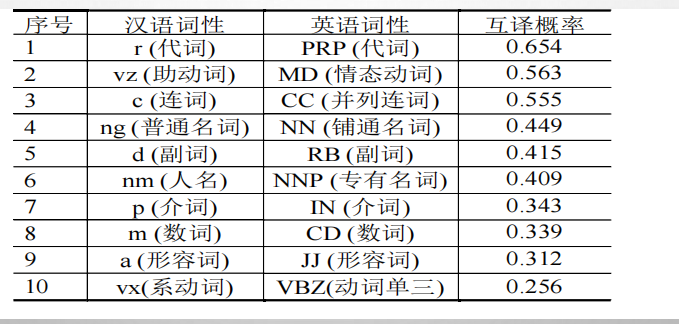 序号 汉语词性 英语词性 互译概率
1 r (代词) PRP (代词) 0.654
2 vz (助动词) MD (情态动词) 0.563
3 c (连词) CC (并列连词) 0.555
4 ng (普通名词) NN (铺通名词) 0.449
5 d (副词) RB (副词) 0.415
6 nm (人名) NNP (专有名词) 0.409
7 p (介词) IN (介词) 0.343
8 m (数词) CD (数词) 0.339
9 a (形容词) JJ (形容词) 0.312
10 vx(系动词) VBZ(动词单三) 0.256